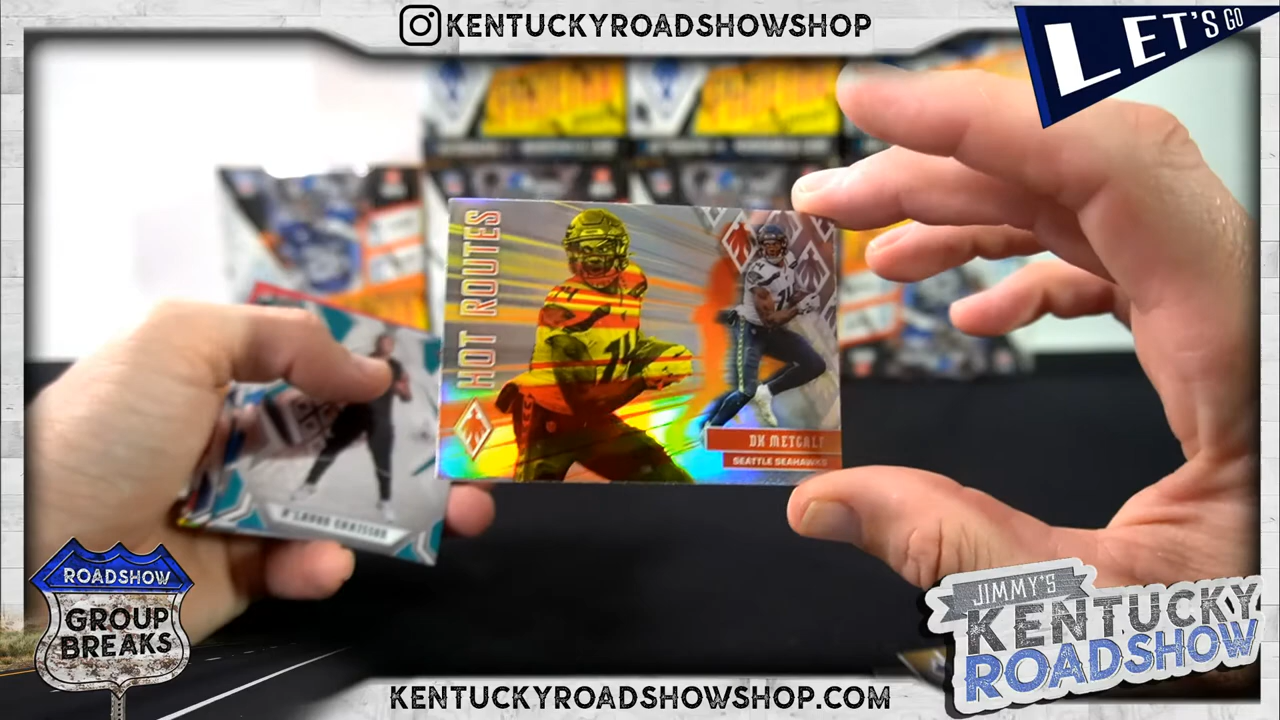 KENTUCKYROADSHOWSHOP
LET'S GO
HOT ROUTES
DK METCALF
SEATTLE SEAHAWKS
ROADSHOW
GROUP
BREAKS
JIMMY'S
KENTUCKY
ROADSHOW
KENTUCKYROADSHOWSHOP.COM